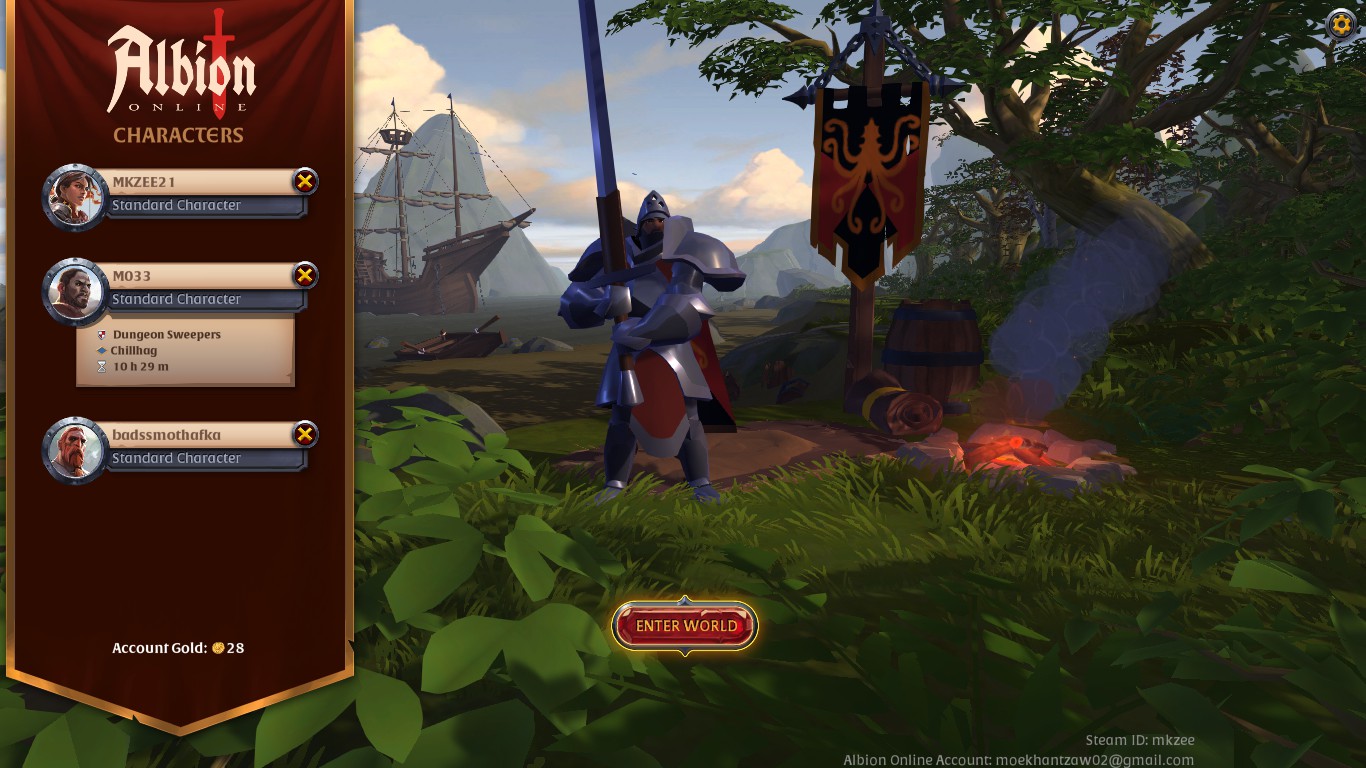 Albion
ONLINE
CHARACTERS
MKZEE21
Standard Character
M033
Standard Character
Dungeon Sweepers
Chillhag
10 h 29 m
badssmothafka
Standard Character
Account Gold: 28
ENTER WORLD
Steam ID: mkzee
Albion Online Account: moekhantzaw02@gmail.com